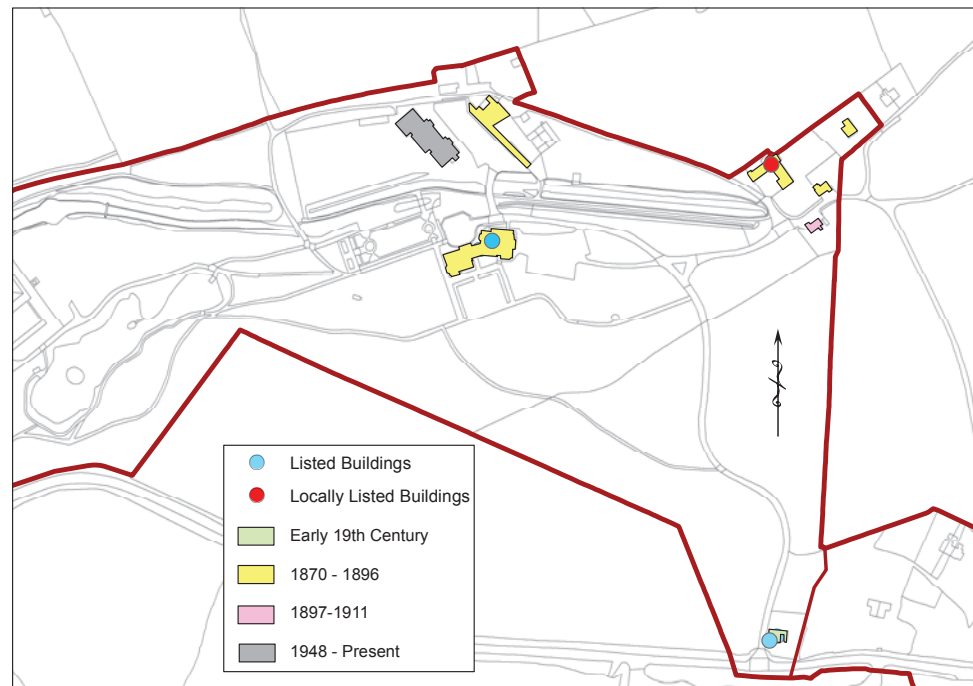 Listed Buildings
Locally Listed Buildings
Early 19th Century
1870 - 1896
1897-1911
1948 - Present